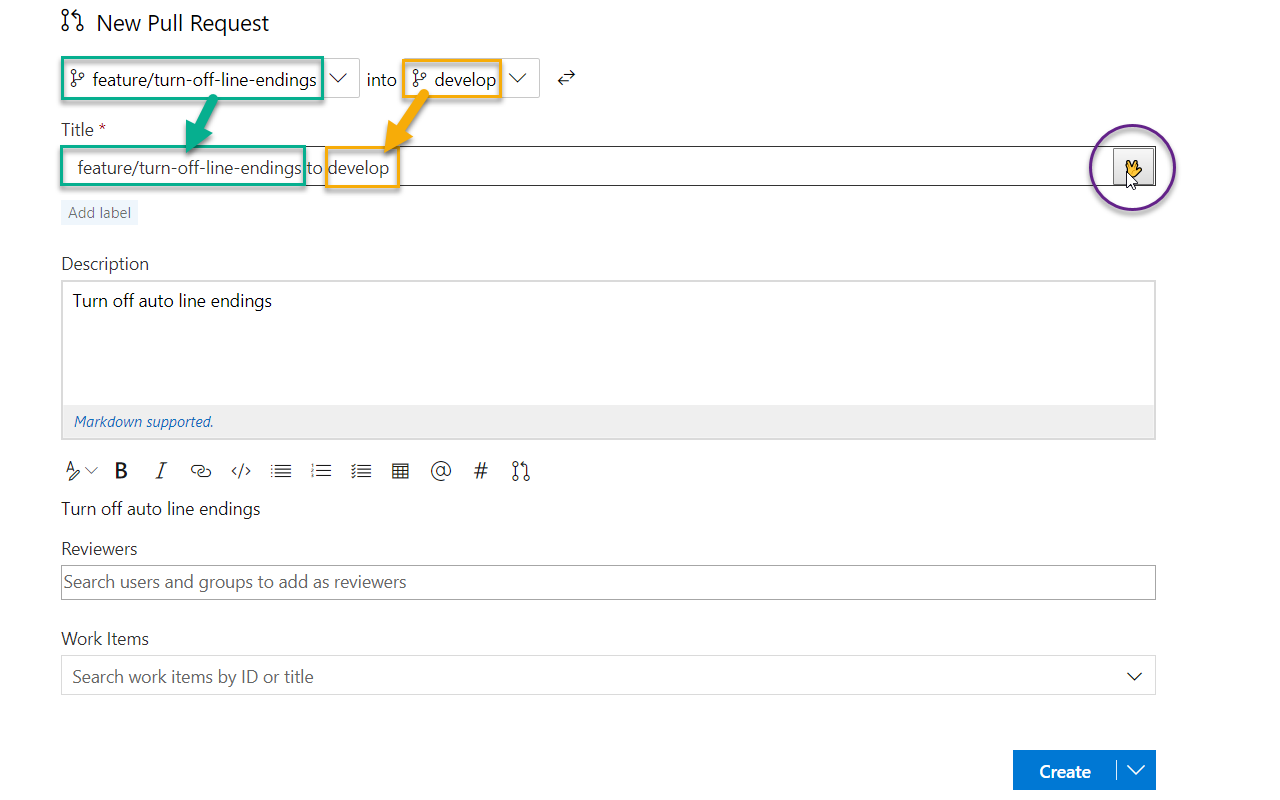 New Pull Request
feature/turn-off-line-endings into develop
Title *
feature/turn-off-line-endings to develop
Add label
Description
Turn off auto line endings
Markdown supported.
A B I </> @ #
Turn off auto line endings
Reviewers
Search users and groups to add as reviewers
Work Items
Search work items by ID or title
Create